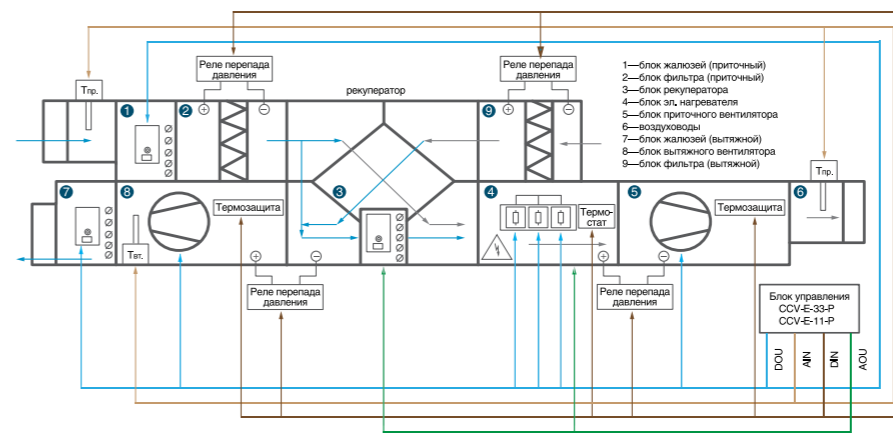 Реле перепада
давления
Реле перепада
давления
1—блок жалюзей (приточный)
2—блок фильтра (приточный)
3—блок рекуператора
4—блок эл. нагревателя
5—блок приточного вентилятора
6—воздуховоды
7—блок жалюзей (вытяжной)
8—блок вытяжного вентилятора
9—блок фильтра (вытяжной)
Tпр.
рекуператор
1
2
9
Tпр.
7
8
3
4
5
6
Термозащита
Термо-
стат
Термозащита
Tвт.
Реле перепада
давления
Реле перепада
давления
Блок управления
CCV-E-33-P
CCV-E-11-P
DOU
AIN
DIN
AOU